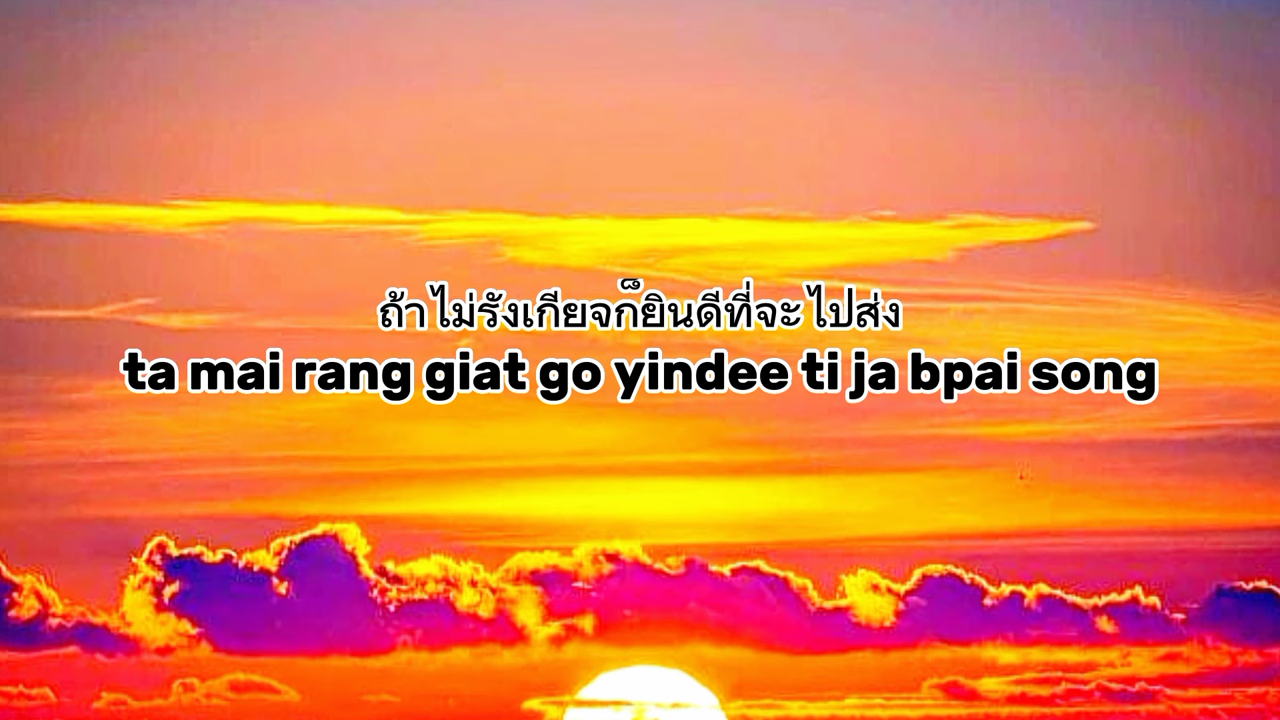 ถ้าไม่รังเกียจก็ยินดีที่จะไปส่ง
ta mai rang giat go yindee ti ja bpai song